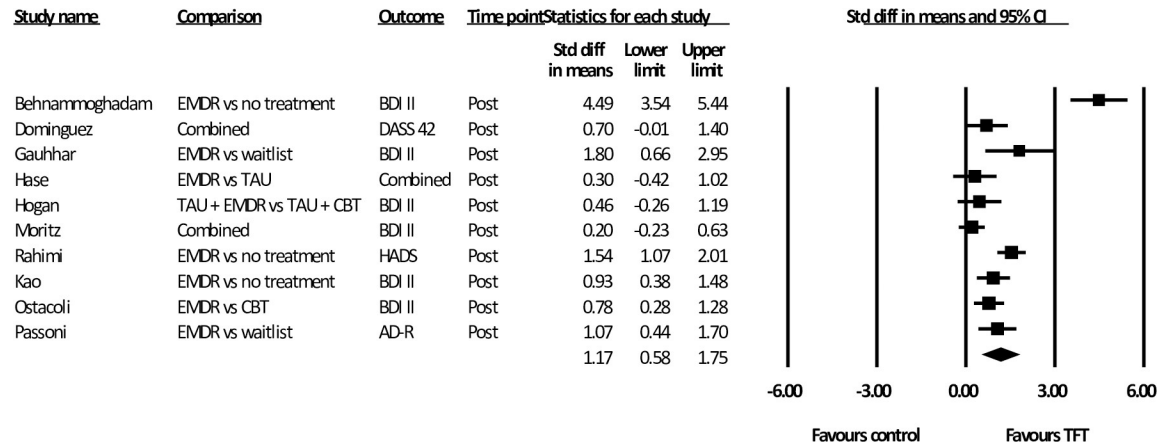 Study name Comparison Outcome Time point Statistics for each study Std diff in means and 95% CI
Std diff in means Lower limit Upper limit
Behnammoghadam EMDR vs no treatment BDI II Post 4.49 3.54 5.44
Dominguez Combined DASS 42 Post 0.70 -0.01 1.40
Gauhhar EMDR vs waitlist BDI II Post 1.80 0.66 2.95
Hase EMDR vs TAU Combined Post 0.30 -0.42 1.02
Hogan TAU + EMDR vs TAU + CBT BDI II Post 0.46 -0.26 1.19
Moritz Combined BDI II Post 0.20 -0.23 0.63
Rahimi EMDR vs no treatment HADS Post 1.54 1.07 2.01
Kao EMDR vs no treatment BDI II Post 0.93 0.38 1.48
Ostacoli EMDR vs CBT BDI II Post 0.78 0.28 1.28
Passoni EMDR vs waitlist AD-R Post 1.07 0.44 1.70
1.17 0.58 1.75
-6.00 -3.00 0.00 3.00 6.00
Favours control Favours TFT